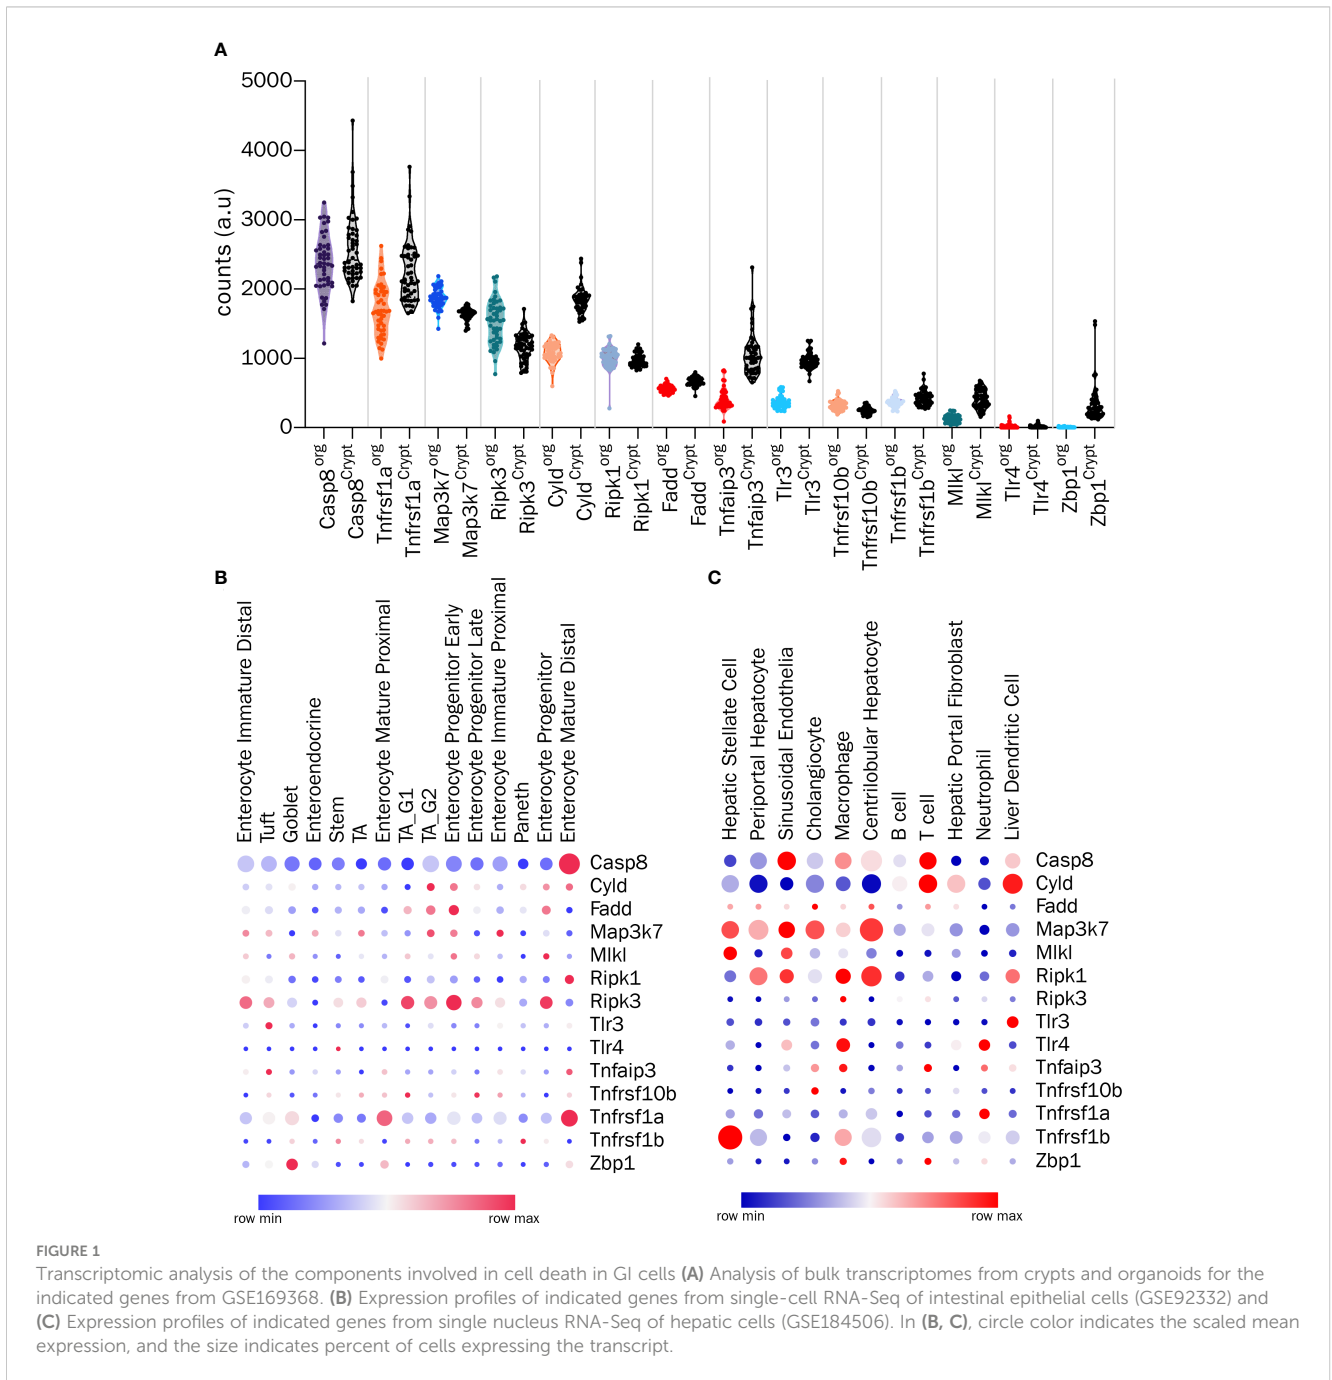 A
5000
4000
3000
2000
1000
0
counts (a.u)
Casp8org
Casp8Crypt
Tnfrsf1aorg
Tnfrsf1aCrypt
Map3k7org
Map3k7Crypt
Ripk3org
Ripk3Crypt
Cyldorg
CyldCrypt
Ripk1org
Ripk1Crypt
Faddorg
FaddCrypt
Tnfaip3org
Tnfaip3Crypt
Tlr3org
Tlr3Crypt
Tnfrsf10borg
Tnfrsf10bCrypt
Tnfrsf1borg
Tnfrsf1bCrypt
Mlklorg
MlklCrypt
Tlr4org
Tlr4Crypt
Zbp1org
Zbp1Crypt
B
Enterocyte Immature Distal
Tuft
Goblet
Enteroendocrine
Stem
TA
Enterocyte Mature Proximal
TA_G1
TA_G2
Enterocyte Progenitor Early
Enterocyte Progenitor Late
Enterocyte Immature Proximal
Paneth
Enterocyte Progenitor
Enterocyte Mature Distal
Casp8
Cyld
Fadd
Map3k7
Mlkl
Ripk1
Ripk3
Tlr3
Tlr4
Tnfaip3
Tnfrsf10b
Tnfrsf1a
Tnfrsf1b
Zbp1
row min
row max
C
Hepatic Stellate Cell
Periportal Hepatocyte
Sinusoidal Endothelia
Cholangiocyte
Macrophage
Centrilobular Hepatocyte
B cell
T cell
Hepatic Portal Fibroblast
Neutrophil
Liver Dendritic Cell
Casp8
Cyld
Fadd
Map3k7
Mlkl
Ripk1
Ripk3
Tlr3
Tlr4
Tnfaip3
Tnfrsf10b
Tnfrsf1a
Tnfrsf1b
Zbp1
row min
row max
FIGURE 1
Transcriptomic analysis of the components involved in cell death in GI cells (A) Analysis of bulk transcriptomes from crypts and organoids for the
indicated genes from GSE169368. (B) Expression profiles of indicated genes from single-cell RNA-Seq of intestinal epithelial cells (GSE92332) and
(C) Expression profiles of indicated genes from single nucleus RNA-Seq of hepatic cells (GSE184506). In (B, C), circle color indicates the scaled mean
expression, and the size indicates percent of cells expressing the transcript.